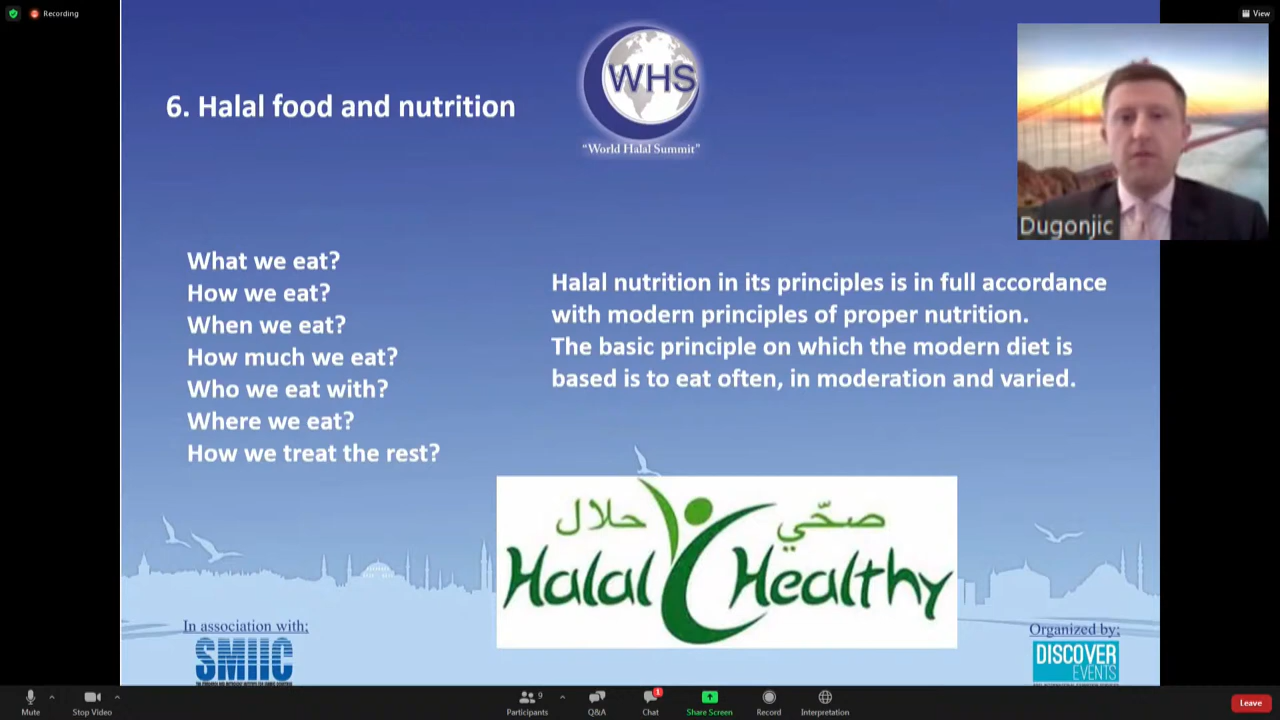 Recording
View
6. Halal food and nutrition
WHS
“World Halal Summit”
Dugonjic
What we eat?
How we eat?
When we eat?
How much we eat?
Who we eat with?
Where we eat?
How we treat the rest?
Halal nutrition in its principles is in full accordance
with modern principles of proper nutrition.
The basic principle on which the modern diet is
based is to eat often, in moderation and varied.
حلال صحّي
Halal Healthy
In association with;
SMIIC
Organized by;
DISCOVER
EVENTS
Mute
Stop Video
9
Participants
Q&A
1
Chat
Share Screen
Record
Interpretation
Leave